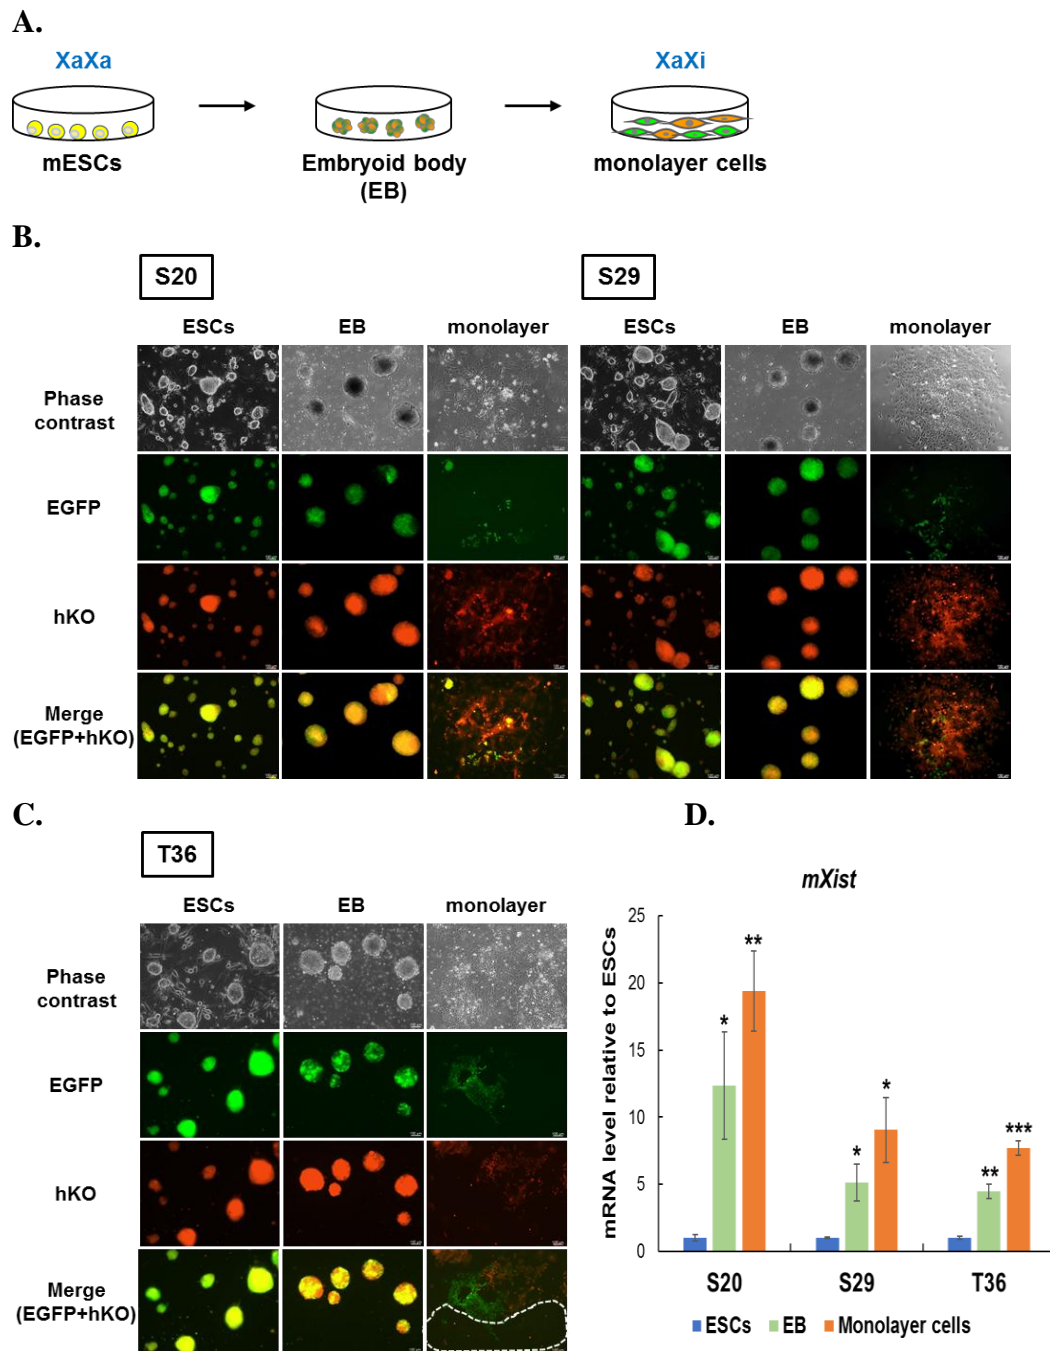 A.
XaXa
XaXi
mESCs
Embryoid body
(EB)
monolayer cells
B.
S20
S29
ESCs
EB
monolayer
ESCs
EB
monolayer
Phase
contrast
EGFP
hKO
Merge
(EGFP+hKO)
C.
T36
ESCs
EB
monolayer
Phase
contrast
EGFP
hKO
Merge
(EGFP+hKO)
D.
mXist
mRNA level relative to ESCs
25
20
15
10
5
0
*
**
*
*
**
***
S20
S29
T36
ESCs
EB
Monolayer cells